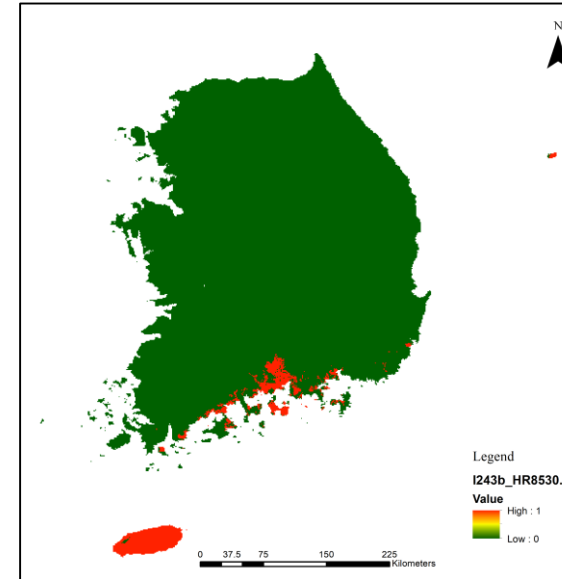 N
Legend
I243b_HR8530.
Value
High : 1
Low : 0
0 37.5 75 150 225
Kilometers